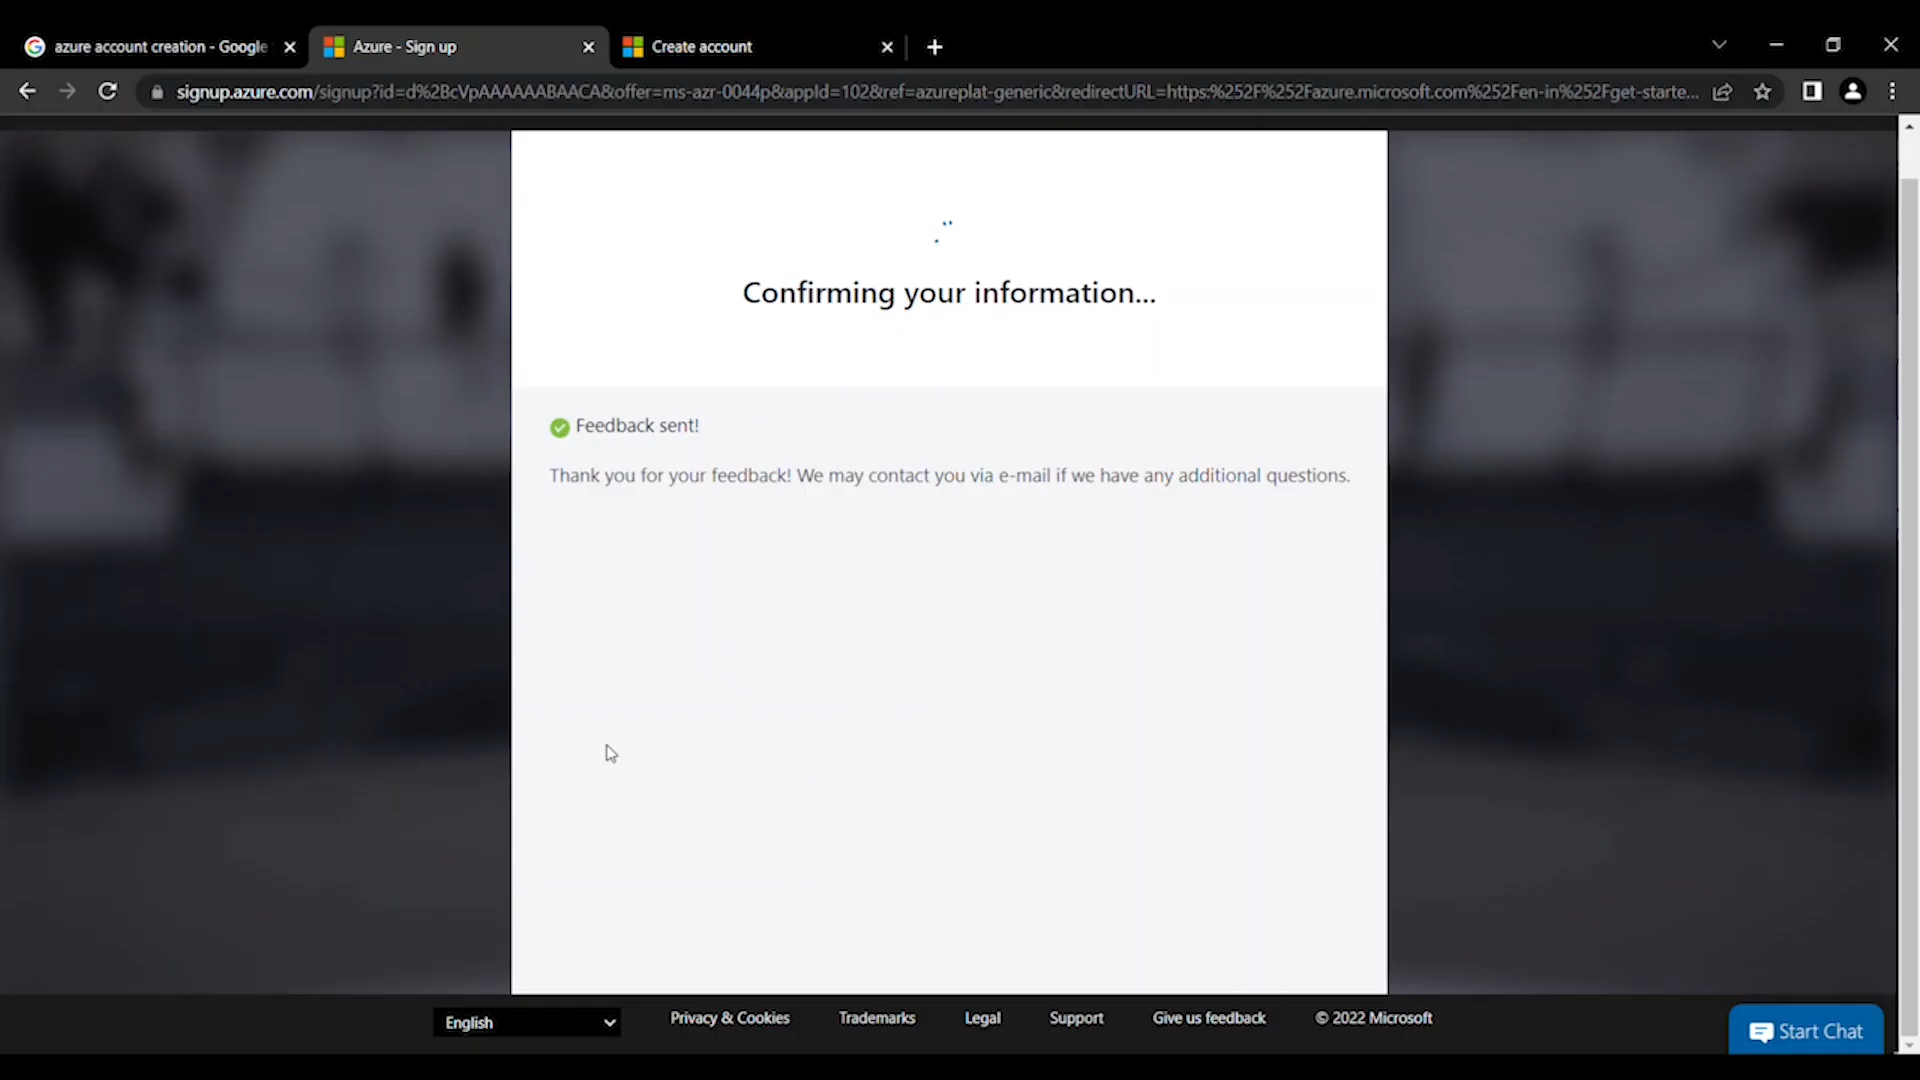 azure account creation - Google
Azure - Sign up
Create account
signup.azure.com/signup?id=d%2BcVpAAAAAABAACA&offer=ms-azr-0044p&appId=102&ref=azureplat-generic&redirectURL=https:%252F%252Fazure.microsoft.com%252Fen-in%252Fget-starte...
Confirming your information...
Feedback sent!
Thank you for your feedback! We may contact you via e-mail if we have any additional questions.
English
Privacy & Cookies
Trademarks
Legal
Support
Give us feedback
© 2022 Microsoft
Start Chat